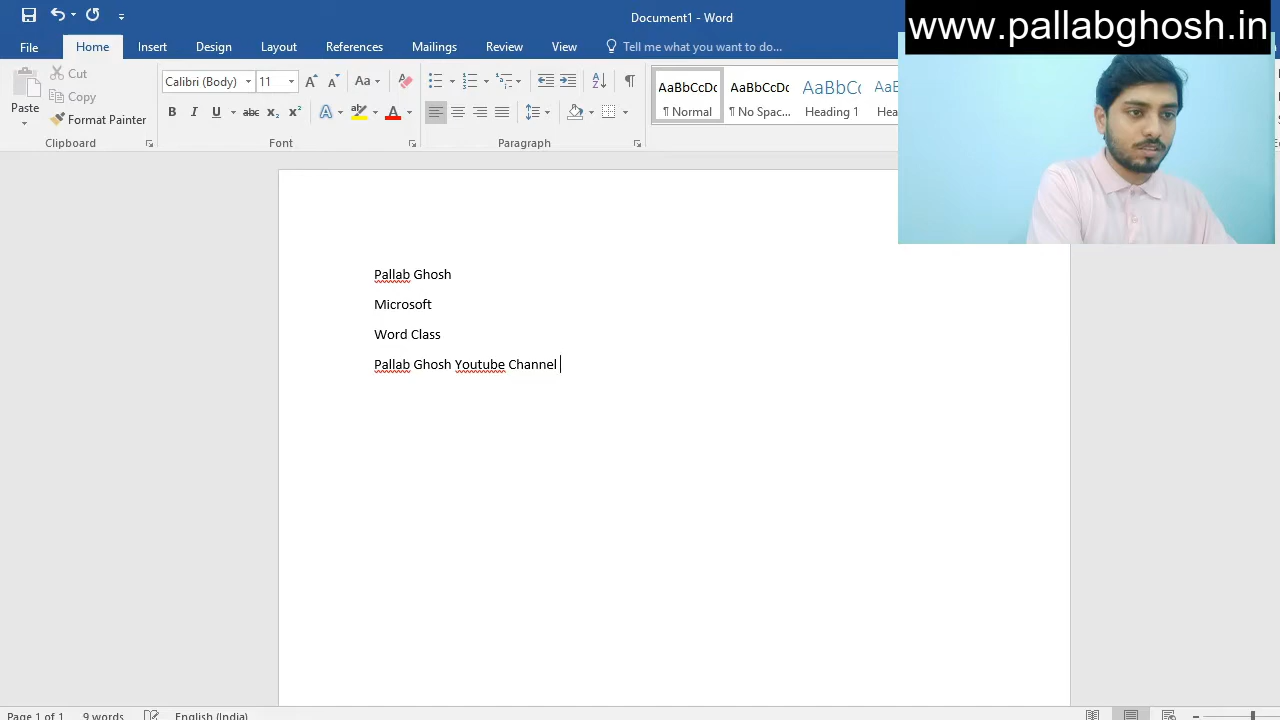 Document1 - Word
www.pallabghosh.in
File Home Insert Design Layout References Mailings Review View Tell me what you want to do...
Paste
Cut
Copy
Format Painter
Clipboard
Calibri (Body) 11
Font
Paragraph
AaBbCcDc AaBbCcDc AaBbC
¶ Normal ¶ No Spac... Heading 1
Pallab Ghosh
Microsoft
Word Class
Pallab Ghosh Youtube Channel
Page 1 of 1 9 words English (India)